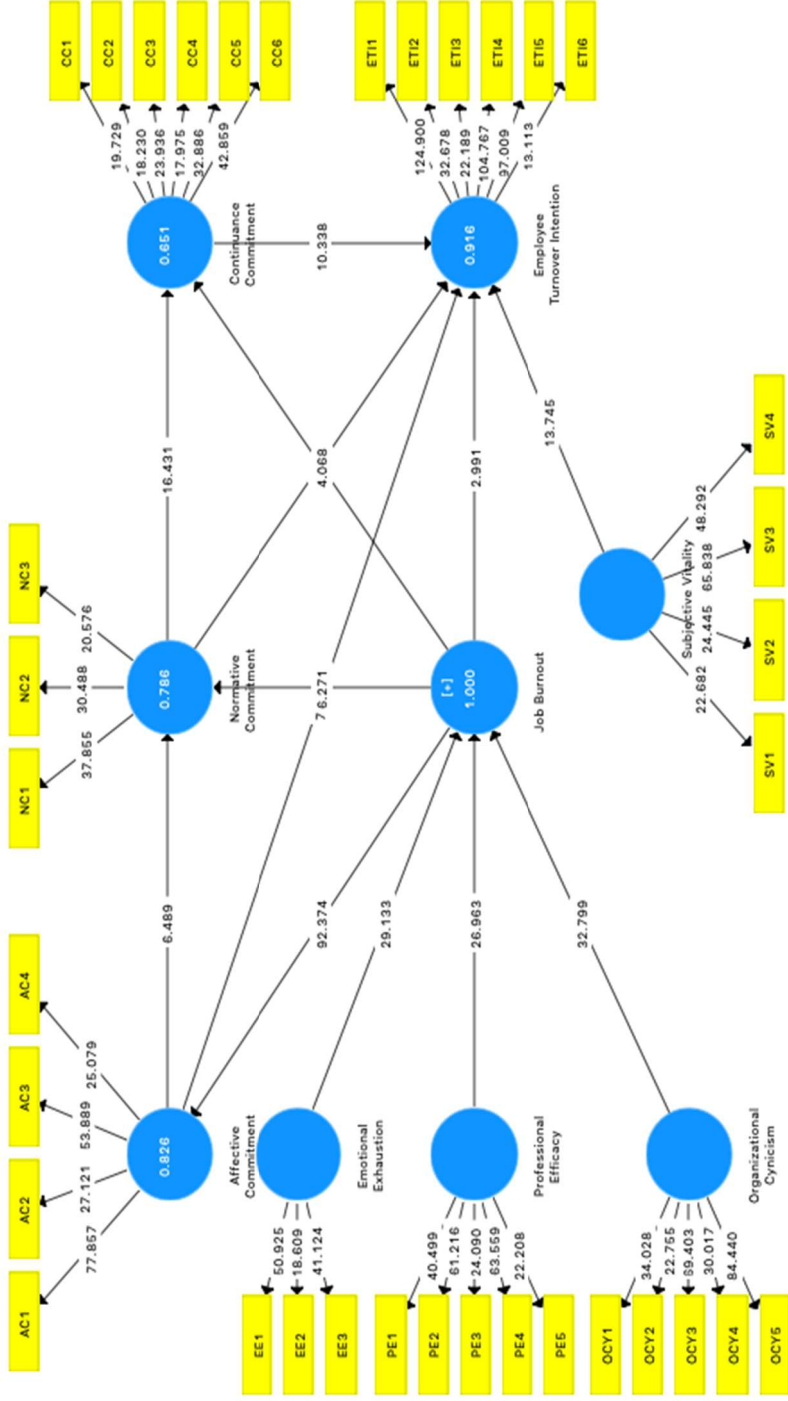 AC1 AC2 AC3 AC4 NC1 NC2 NC3
77.857 27.121 53.889 25.079 37.855 30.488 20.576
CC1
CC2
CC3
CC4
CC5
CC6
19.729
18.230
23.936
17.975
32.886
42.859
0.826 6.489 0.786 16.431 0.651
Affective
Commitment
Normative
Commitment
Continuance
Commitment
EE1
EE2
EE3
50.925
18.609
41.124
Emotional
Exhaustion
92.374
29.133
6.271
4.068
10.338
PE1
PE2
PE3
PE4
PE5
40.499
61.216
24.090
63.559
22.208
Professional
Efficacy
26.963
[+]
1.000
Job Burnout
2.991
0.916
Employee
Turnover Intention
124.900
32.678
22.189
104.767
97.009
13.113
ETI1
ETI2
ETI3
ETI4
ETI5
ETI6
OCY1
OCY2
OCY3
OCY4
OCY5
34.028
22.755
69.403
30.017
84.440
Organizational
Cynicism
32.799
13.745
Subjective Vitality
22.682 24.445 65.838 48.292
SV1 SV2 SV3 SV4